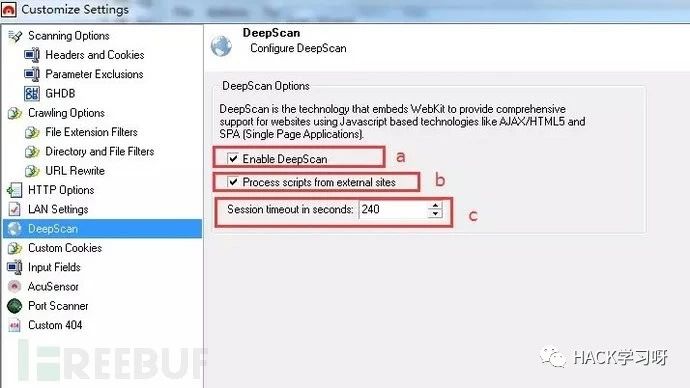 Customize Settings
Scanning Options
Headers and Cookies
Parameter Exclusions
GHDB
Crawling Options
File Extension Filters
Directory and File Filters
URL Rewrite
HTTP Options
LAN Settings
DeepScan
Custom Cookies
Input Fields
AcuSensor
Port Scanner
Custom 404
DeepScan
Configure DeepScan
DeepScan Options
DeepScan is the technology that embeds WebKit to provide comprehensive
support for websites using Javascript based technologies like AJAX/HTML5 and
SPA (Single Page Applications).
Enable DeepScan
a
Process scripts from external sites
b
Session timeout in seconds: 240
c
REEBUF
HACK学习呀